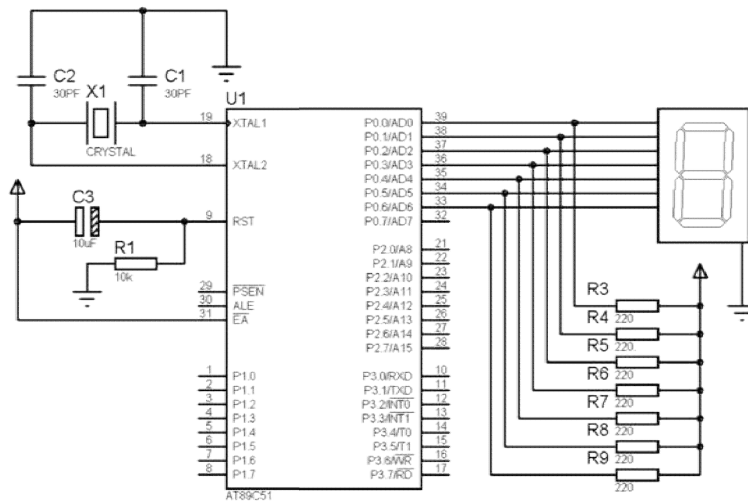 C2
30PF
C1
30PF
X1
CRYSTAL
U1
19
XTAL1
18
XTAL2
C3
10uF
9
RST
R1
10k
29
PSEN
30
ALE
31
EA
1
P1.0
2
P1.1
3
P1.2
4
P1.3
5
P1.4
6
P1.5
7
P1.6
8
P1.7
P0.0/AD0
39
P0.1/AD1
38
P0.2/AD2
37
P0.3/AD3
36
P0.4/AD4
35
P0.5/AD5
34
P0.6/AD6
33
P0.7/AD7
32
P2.0/A8
21
P2.1/A9
22
P2.2/A10
23
P2.3/A11
24
P2.4/A12
25
P2.5/A13
26
P2.6/A14
27
P2.7/A15
28
P3.0/RXD
10
P3.1/TXD
11
P3.2/INT0
12
P3.3/INT1
13
P3.4/T0
14
P3.5/T1
15
P3.6/WR
16
P3.7/RD
17
AT89C51
R3
220
R4
220
R5
220
R6
220
R7
220
R8
220
R9
220